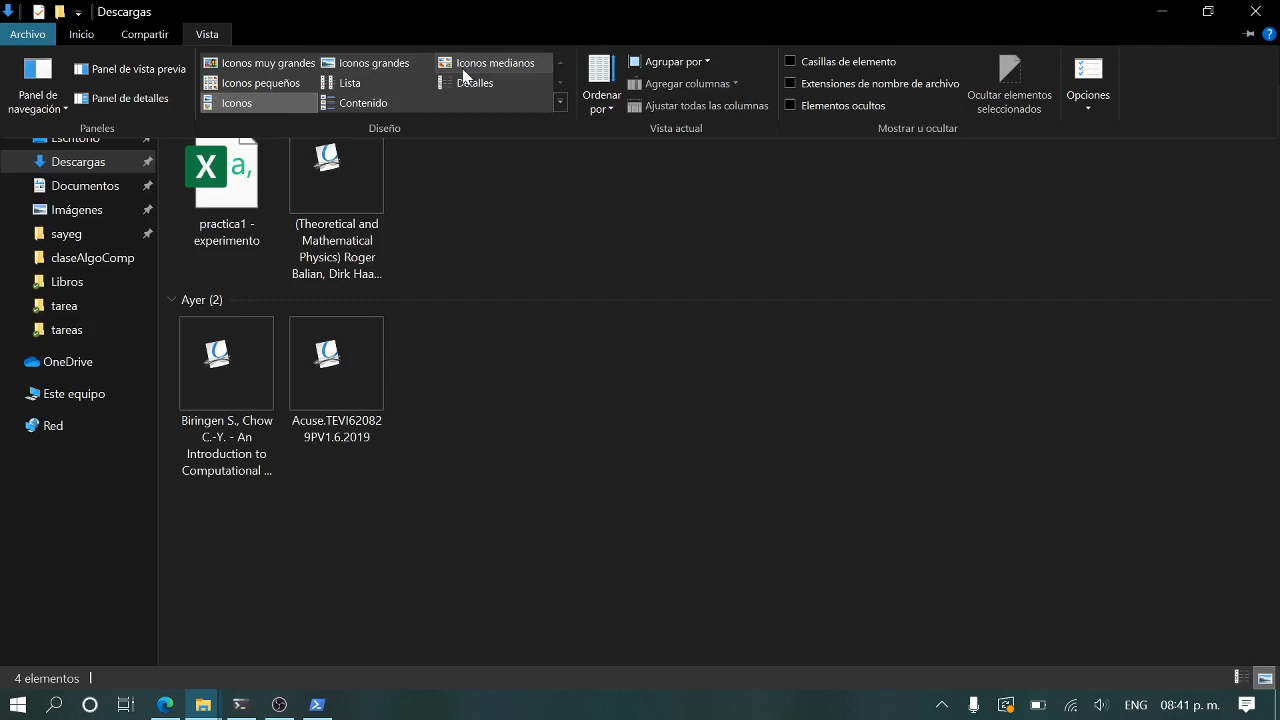 Descargas
Archivo
Inicio
Compartir
Vista
Panel de navegación
Panel de vista previa
Panel de detalles
Paneles
Iconos muy grandes
Iconos grandes
Iconos medianos
Iconos pequeños
Lista
Detalles
Iconos
Contenido
Diseño
Ordenar por
Agrupar por
Agregar columnas
Ajustar todas las columnas
Vista actual
Casillas de elemento
Extensiones de nombre de archivo
Elementos ocultos
Ocultar elementos
seleccionados
Mostrar u ocultar
Opciones
Escritorio
Descargas
Documentos
Imágenes
sayeg
claseAlgoComp
Libros
tarea
tareas
OneDrive
Este equipo
Red
X a,
practica1 -
experimento
(Theoretical and
Mathematical
Physics) Roger
Balian, Dirk Haa...
Ayer (2)
Biringen S., Chow
C.-Y. - An
Introduction to
Computational ...
Acuse.TEVI62082
9PV1.6.2019
4 elementos
ENG
08:41 p. m.